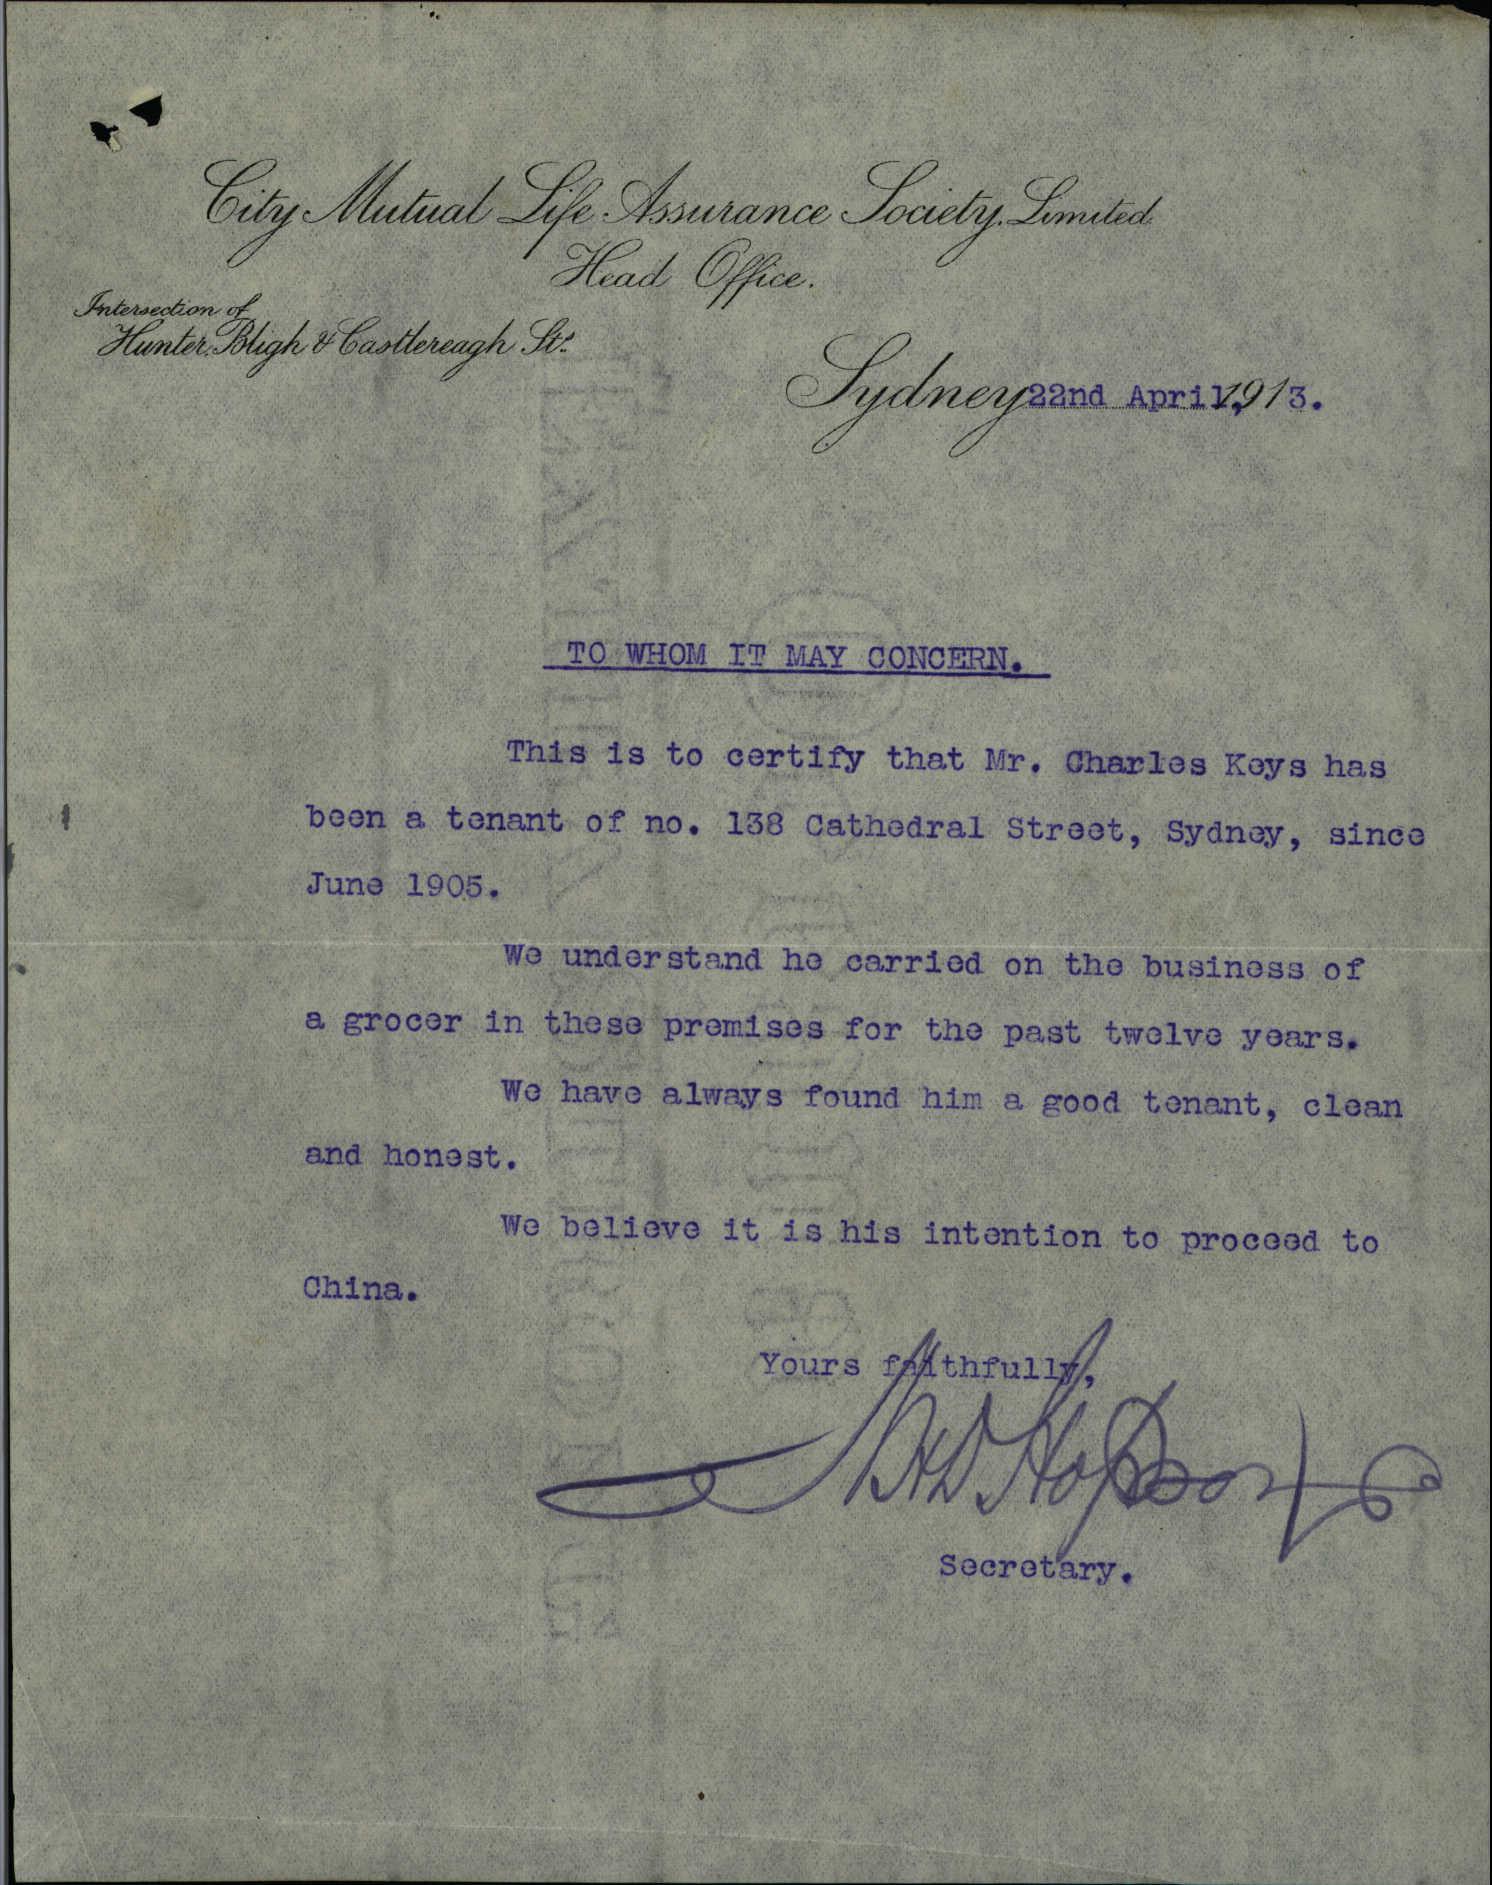 City Mutual Life Assurance Society. Limited.
Head Office.
Intersection of
Hunter, Bligh & Castlereagh Sts.
Sydney 22nd April, 1913.
TO WHOM IT MAY CONCERN.
This is to certify that Mr. Charles Keys has
been a tenant of no. 138 Cathedral Street, Sydney, since
June 1905.
We understand he carried on the business of
a grocer in these premises for the past twelve years.
We have always found him a good tenant, clean
and honest.
We believe it is his intention to proceed to
China.
Yours faithfully,
Secretary.